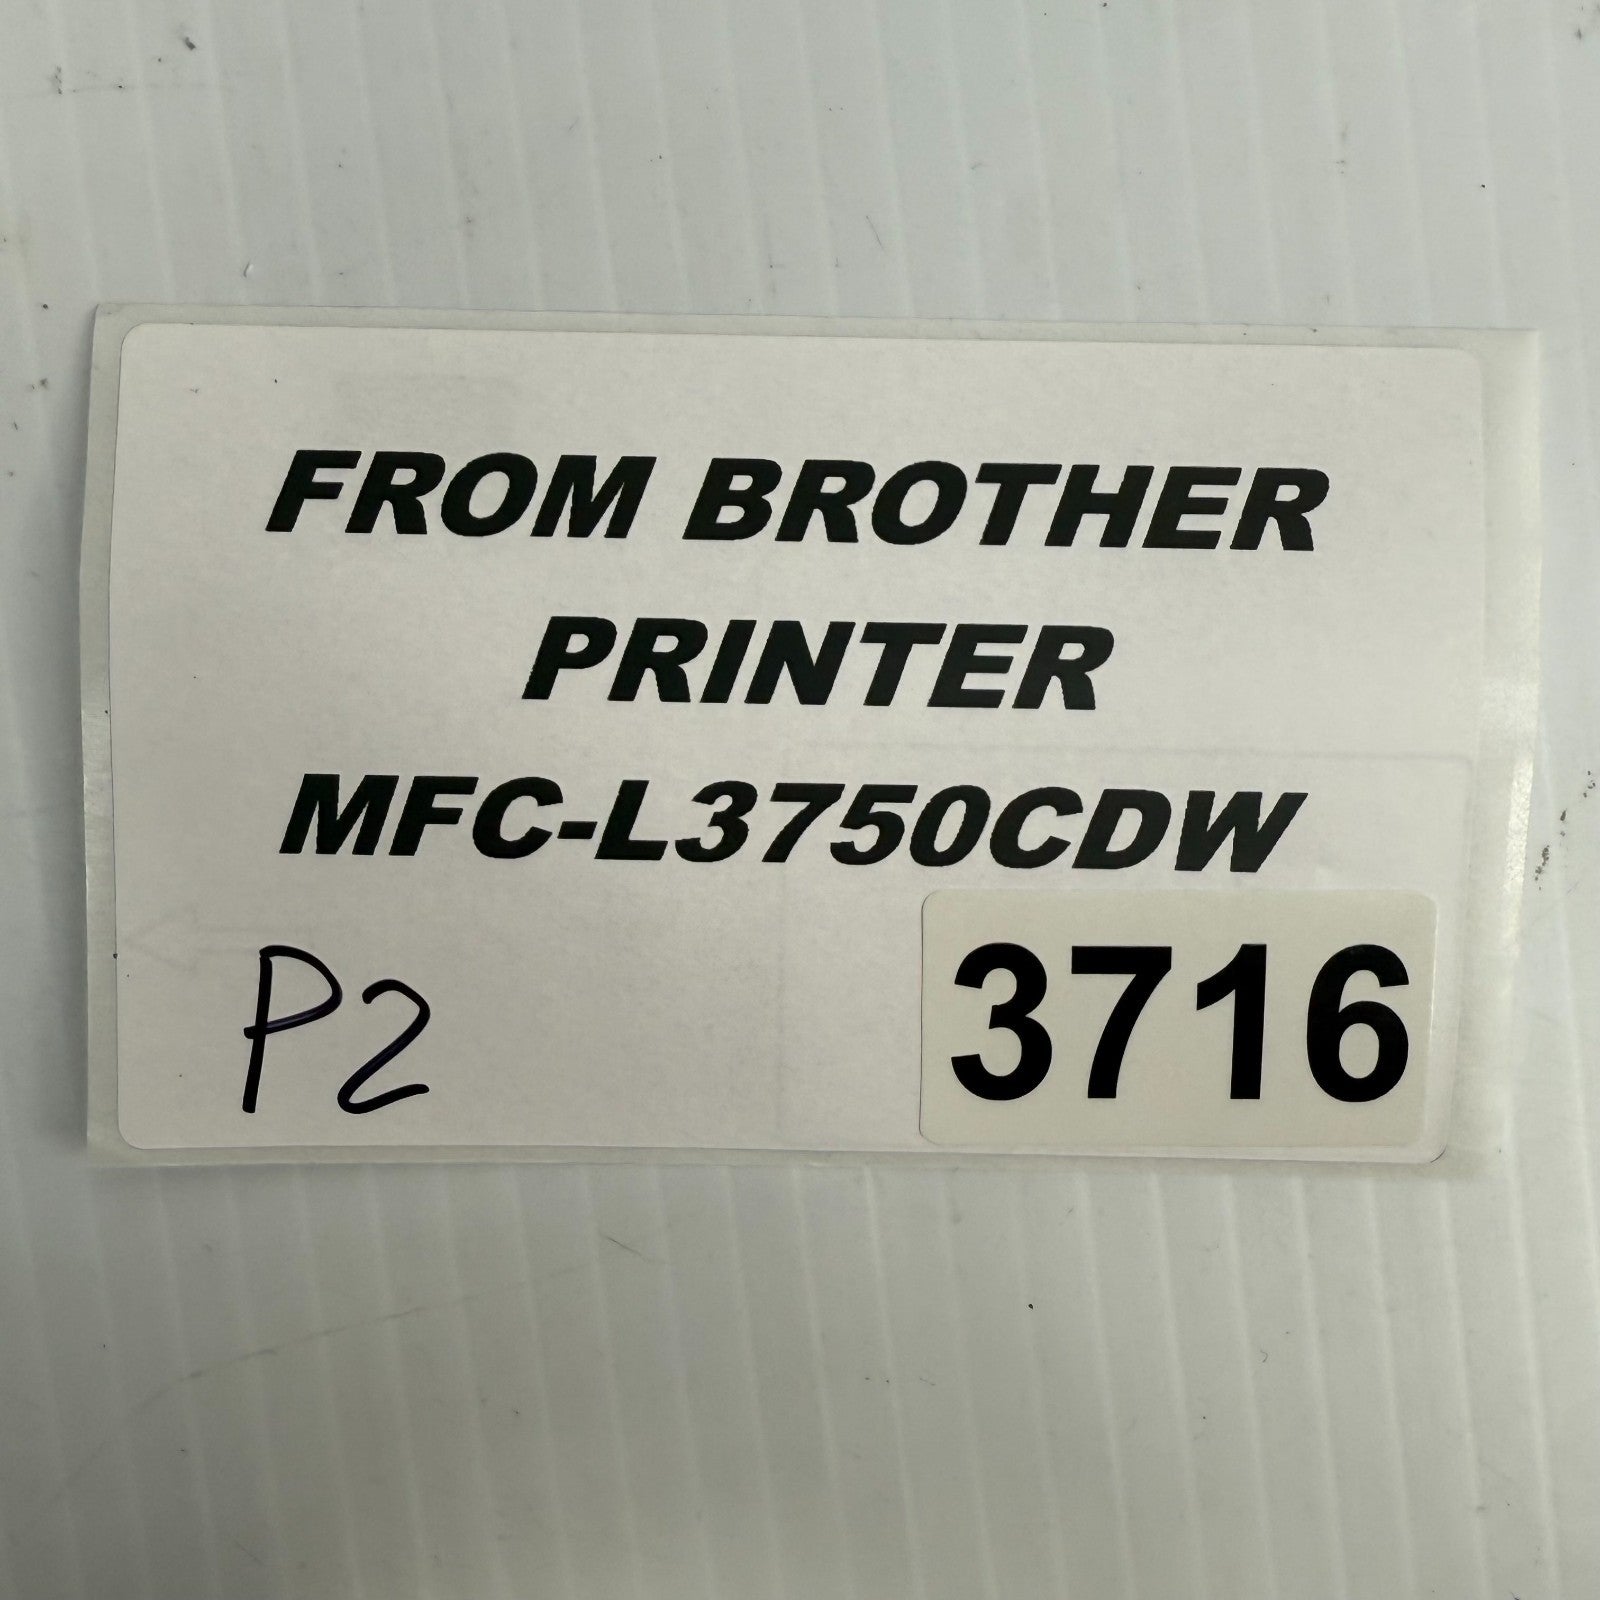 FROM BROTHER
PRINTER
MFC-L3750CDW
P2
3716